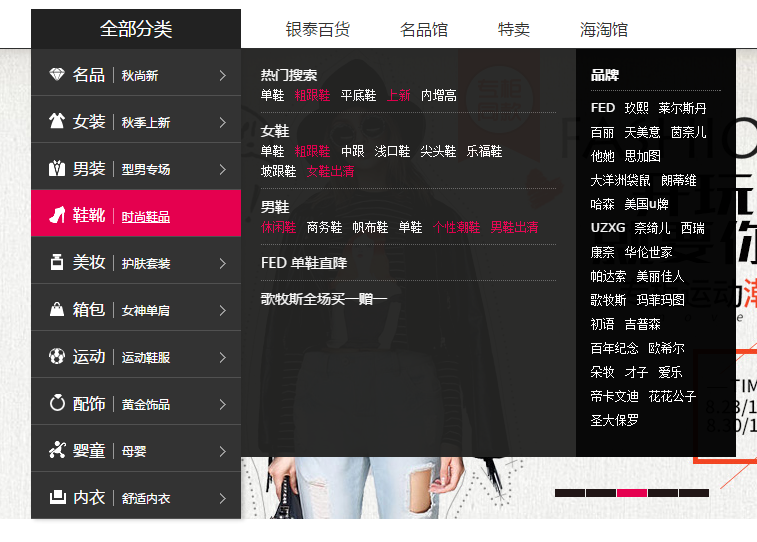 全部分类
银泰百货 名品馆 特卖 海淘馆
名品 秋尚新
女装 秋季上新
男装 型男专场
鞋靴 时尚鞋品
美妆 护肤套装
箱包 女神单肩
运动 运动鞋服
配饰 黄金饰品
婴童 母婴
内衣 舒适内衣
热门搜索
单鞋 粗跟鞋 平底鞋 上新 内增高
女鞋
单鞋 粗跟鞋 中跟 浅口鞋 尖头鞋 乐福鞋
坡跟鞋 女鞋出清
男鞋
休闲鞋 商务鞋 帆布鞋 单鞋 个性潮鞋 男鞋出清
FED 单鞋直降
歌牧斯全场买一赠一
品牌
FED 玫熙 莱尔斯丹
百丽 天美意 茵奈儿
他她 思加图
大洋洲袋鼠 朗蒂维
哈森 美国u牌
UZXG 奈绮儿 西瑞
康奈 华伦世家
帕达索 美丽佳人
歌牧斯 玛菲玛图
初语 吉普森
百年纪念 欧希尔
朵牧 才子 爱乐
帝卡文迪 花花公子
圣大保罗
运动潮